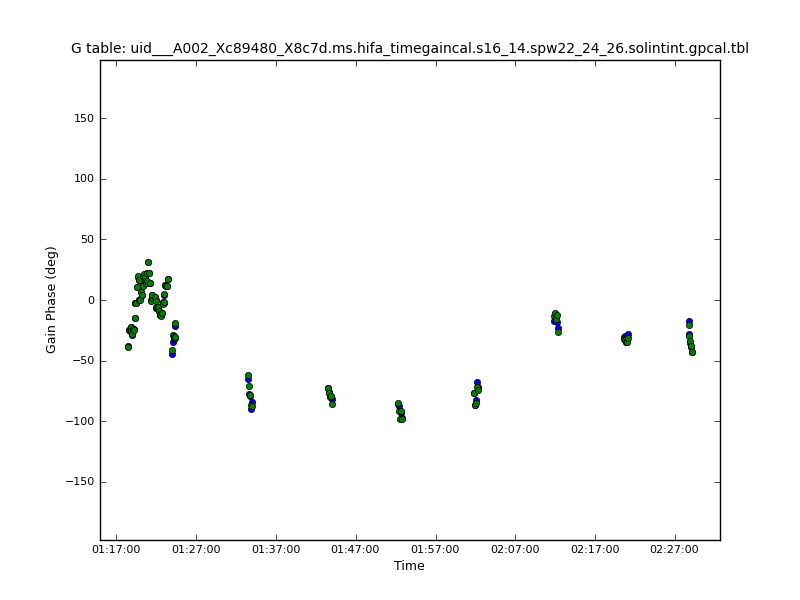 G table: uid___A002_Xc89480_X8c7d.ms.hifa_timegaincal.s16_14.spw22_24_26.solintint.gpcal.tbl
150
100
50
0
−50
−100
−150
Gain Phase (deg)
01:17:00 01:27:00 01:37:00 01:47:00 01:57:00 02:07:00 02:17:00 02:27:00
Time